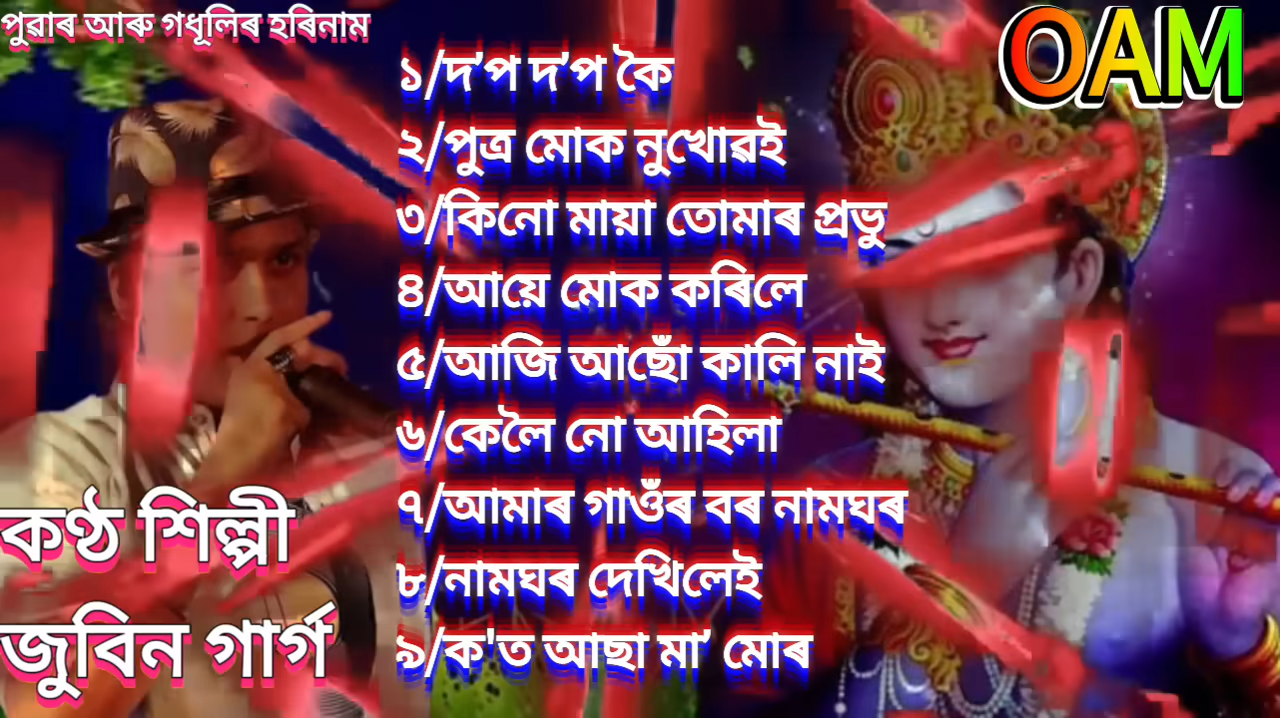 পুৱাৰ আৰু গধূলিৰ হৰিনাম
OAM
১/দ'প দ'প কৈ
২/পুত্ৰ মোক নুখোৱই
৩/কিনো মায়া তোমাৰ প্ৰভু
৪/আয়ে মোক কৰিলে
৫/আজি আছোঁ কালি নাই
৬/কেলৈ নো আহিলা
৭/আমাৰ গাওঁৰ বৰ নামঘৰ
৮/নামঘৰ দেখিলেই
৯/ক'ত আছা মা’ মোৰ
কণ্ঠ শিল্পী
জুবিন গাৰ্গ